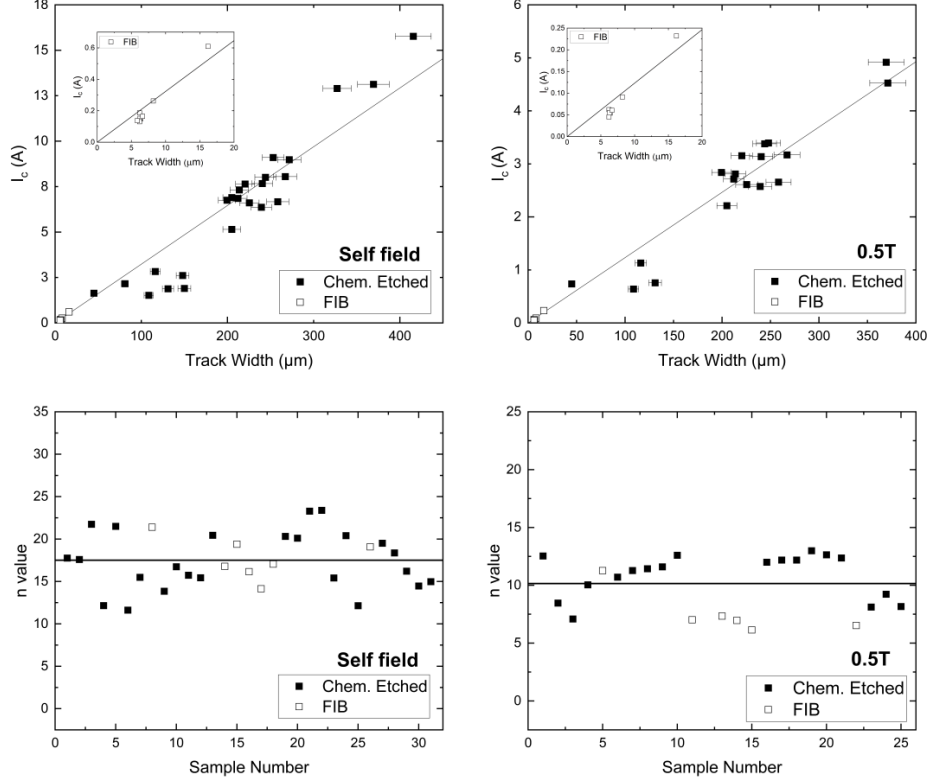 18
15
13
10
8
5
3
0
I_c (A)
0 100 200 300 400
Track Width (µm)
0.6
0.4
0.2
0.0
I_c (A)
FIB
0 5 10 15 20
Track Width (µm)
Self field
Chem. Etched
FIB
6
5
4
3
2
1
0
I_c (A)
0 50 100 150 200 250 300 350 400
Track Width (µm)
0.25
0.20
0.15
0.10
0.05
0.00
I_c (A)
FIB
0 5 10 15 20
Track Width (µm)
0.5T
Chem. Etched
FIB
35
30
25
20
15
10
5
0
n value
0 5 10 15 20 25 30
Sample Number
Self field
Chem. Etched
FIB
25
20
15
10
5
0
n value
0 5 10 15 20 25
Sample Number
0.5T
Chem. Etched
FIB